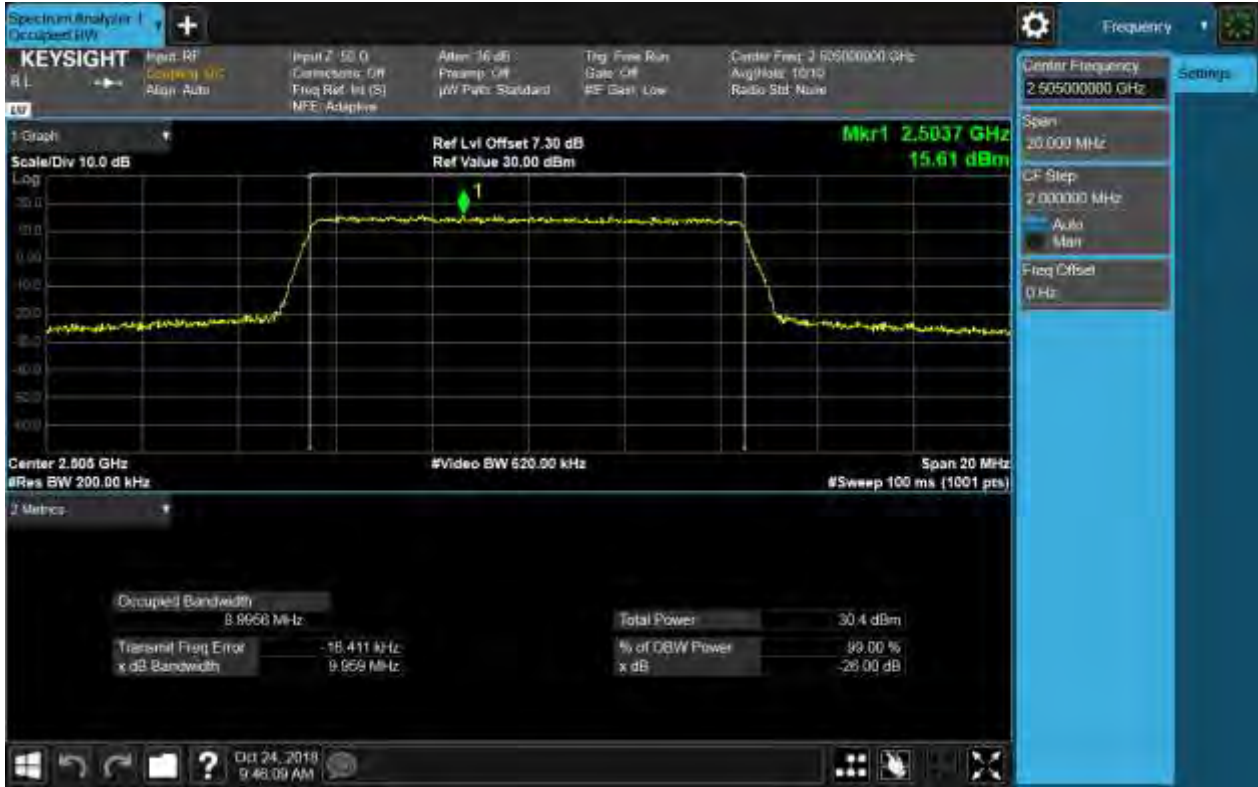 Spectrum Analyzer 1
Occupied BW
Frequency
KEYSIGHT
Input: RF
Coupling: DC
Align: Auto
Input Z: 50 Ω
Corrections: Off
Freq Ref: Int (S)
NFE: Adaptive
Atten: 36 dB
Preamp: Off
µW Path: Standard
Trig: Free Run
Gate: Off
#IF Gain: Low
Center Freq: 2.505000000 GHz
Avg|Hold: 10/10
Radio Std: None
R L
Center Frequency
2.505000000 GHz
Settings
Span
20.000 MHz
CF Step
2.000000 MHz
Auto
Man
Freq Offset
0 Hz
1 Graph
Scale/Div 10.0 dB
Ref Lvl Offset 7.30 dB
Ref Value 30.00 dBm
Mkr1 2.5037 GHz
15.61 dBm
Log
1
Center 2.505 GHz
#Video BW 620.00 kHz
Span 20 MHz
#Res BW 200.00 kHz
#Sweep 100 ms (1001 pts)
2 Metrics
Occupied Bandwidth
8.9956 MHz
Total Power 30.4 dBm
Transmit Freq Error -16.411 kHz
% of OBW Power 99.00 %
x dB Bandwidth 9.959 MHz
x dB -26.00 dB
Oct 24, 2018
9:46:09 AM